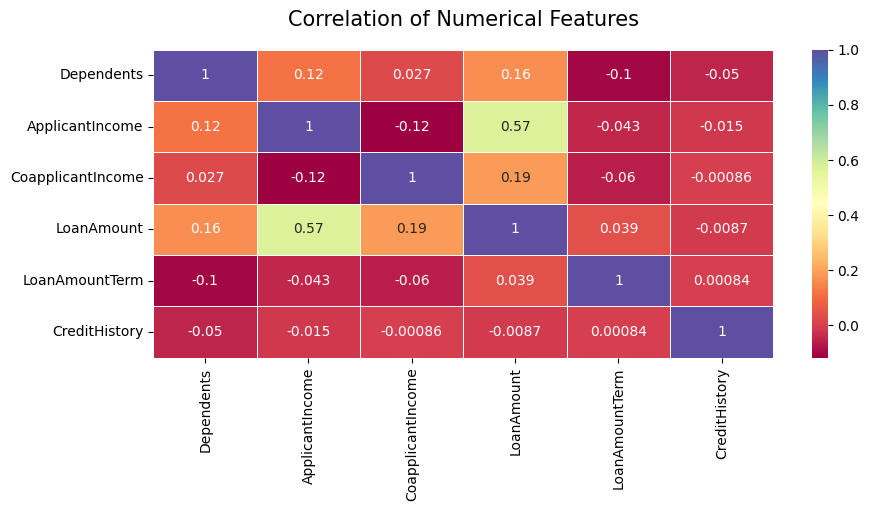 Correlation of Numerical Features
Dependents 1 0.12 0.027 0.16 -0.1 -0.05
ApplicantIncome 0.12 1 -0.12 0.57 -0.043 -0.015
CoapplicantIncome 0.027 -0.12 1 0.19 -0.06 -0.00086
LoanAmount 0.16 0.57 0.19 1 0.039 -0.0087
LoanAmountTerm -0.1 -0.043 -0.06 0.039 1 0.00084
CreditHistory -0.05 -0.015 -0.00086 -0.0087 0.00084 1
Dependents
ApplicantIncome
CoapplicantIncome
LoanAmount
LoanAmountTerm
CreditHistory
1.0
0.8
0.6
0.4
0.2
0.0